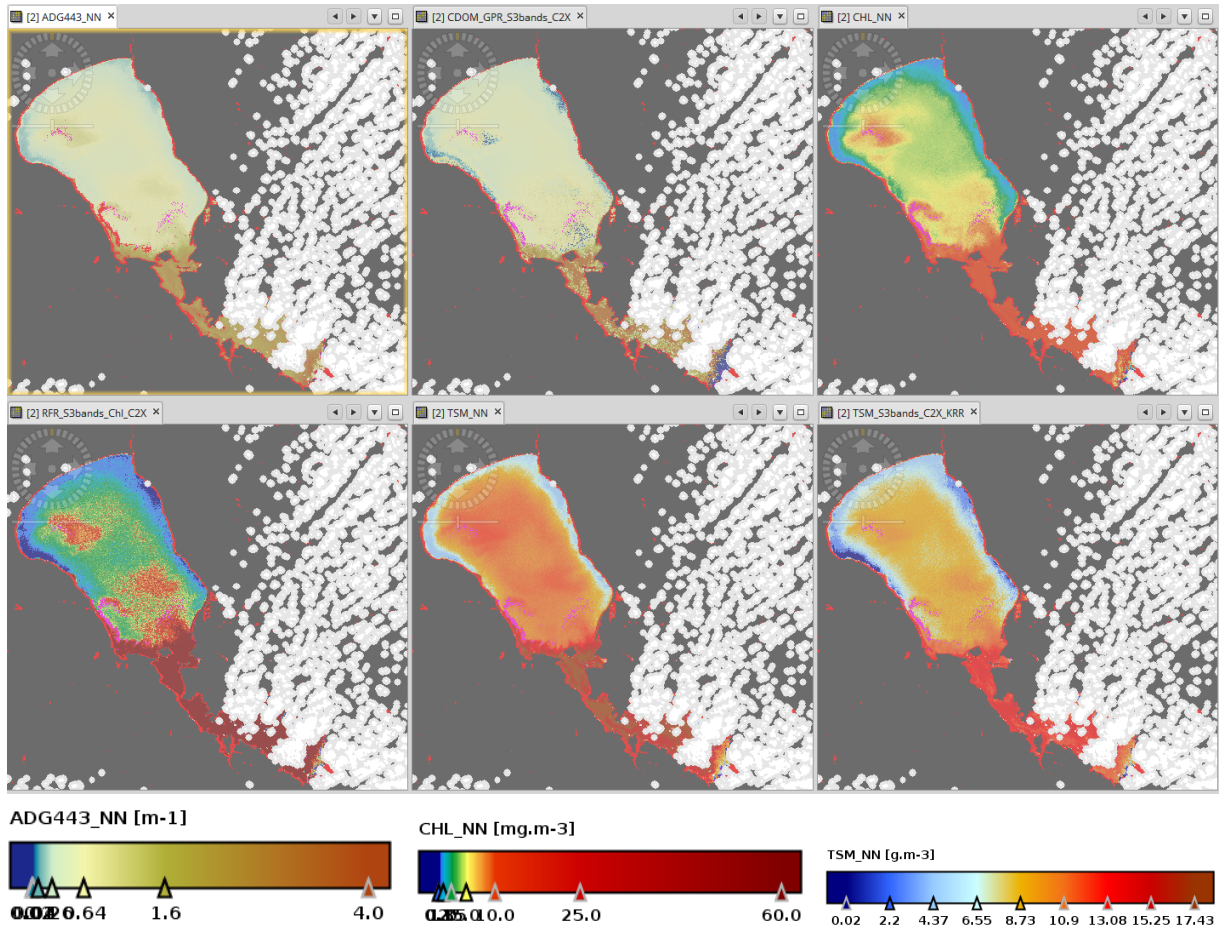 [2] ADG443_NN
[2] CDOM_GPR_S3bands_C2X
[2] CHL_NN
[2] RFR_S3bands_Chl_C2X
[2] TSM_NN
[2] TSM_S3bands_C2X_KRR
ADG443_NN [m-1]
0.64 1.6 4.0
CHL_NN [mg.m-3]
10.0 25.0 60.0
TSM_NN [g.m-3]
0.02 2.2 4.37 6.55 8.73 10.9 13.08 15.25 17.43